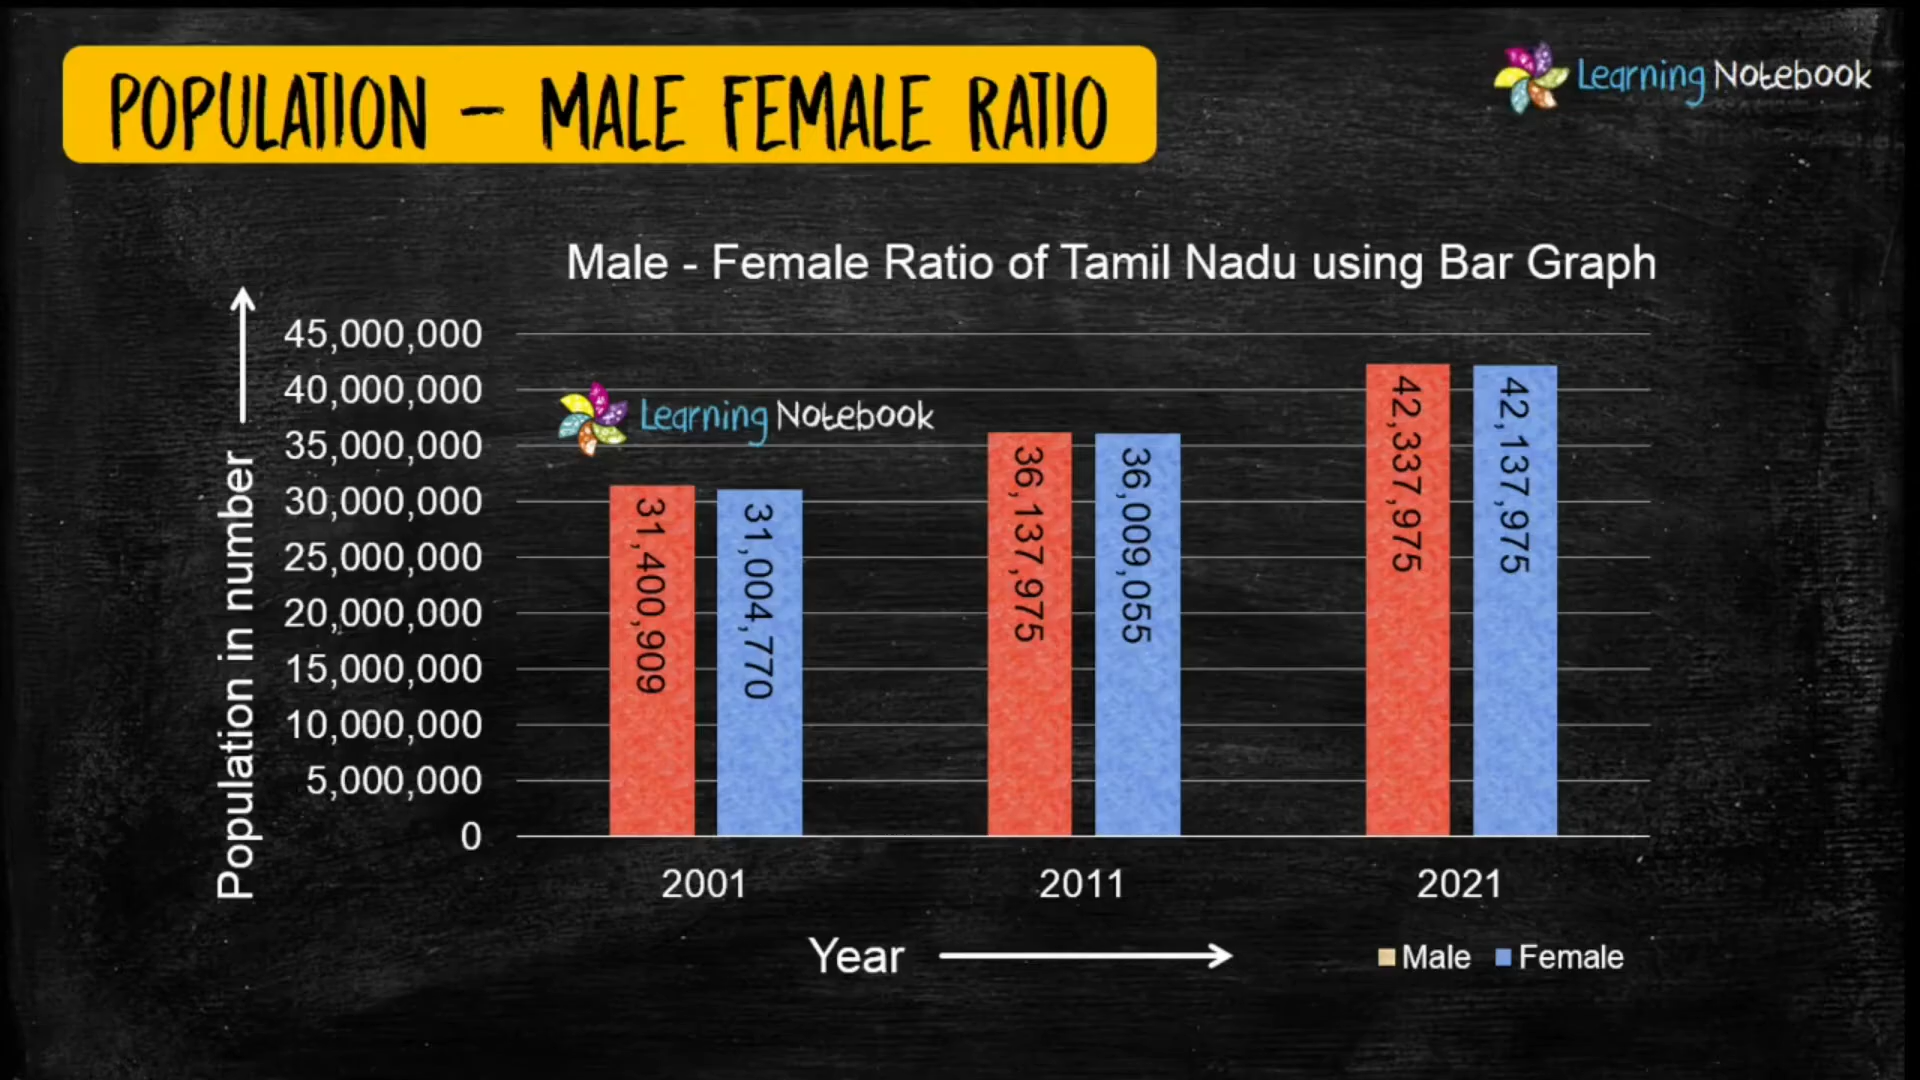 POPULATION – MALE FEMALE RATIO
Learning Notebook
Male - Female Ratio of Tamil Nadu using Bar Graph
Population in number
45,000,000
40,000,000
35,000,000
30,000,000
25,000,000
20,000,000
15,000,000
10,000,000
5,000,000
0
Learning Notebook
31,400,909
31,004,770
36,137,975
36,009,055
42,337,975
42,137,975
2001 2011 2021
Year
Male Female